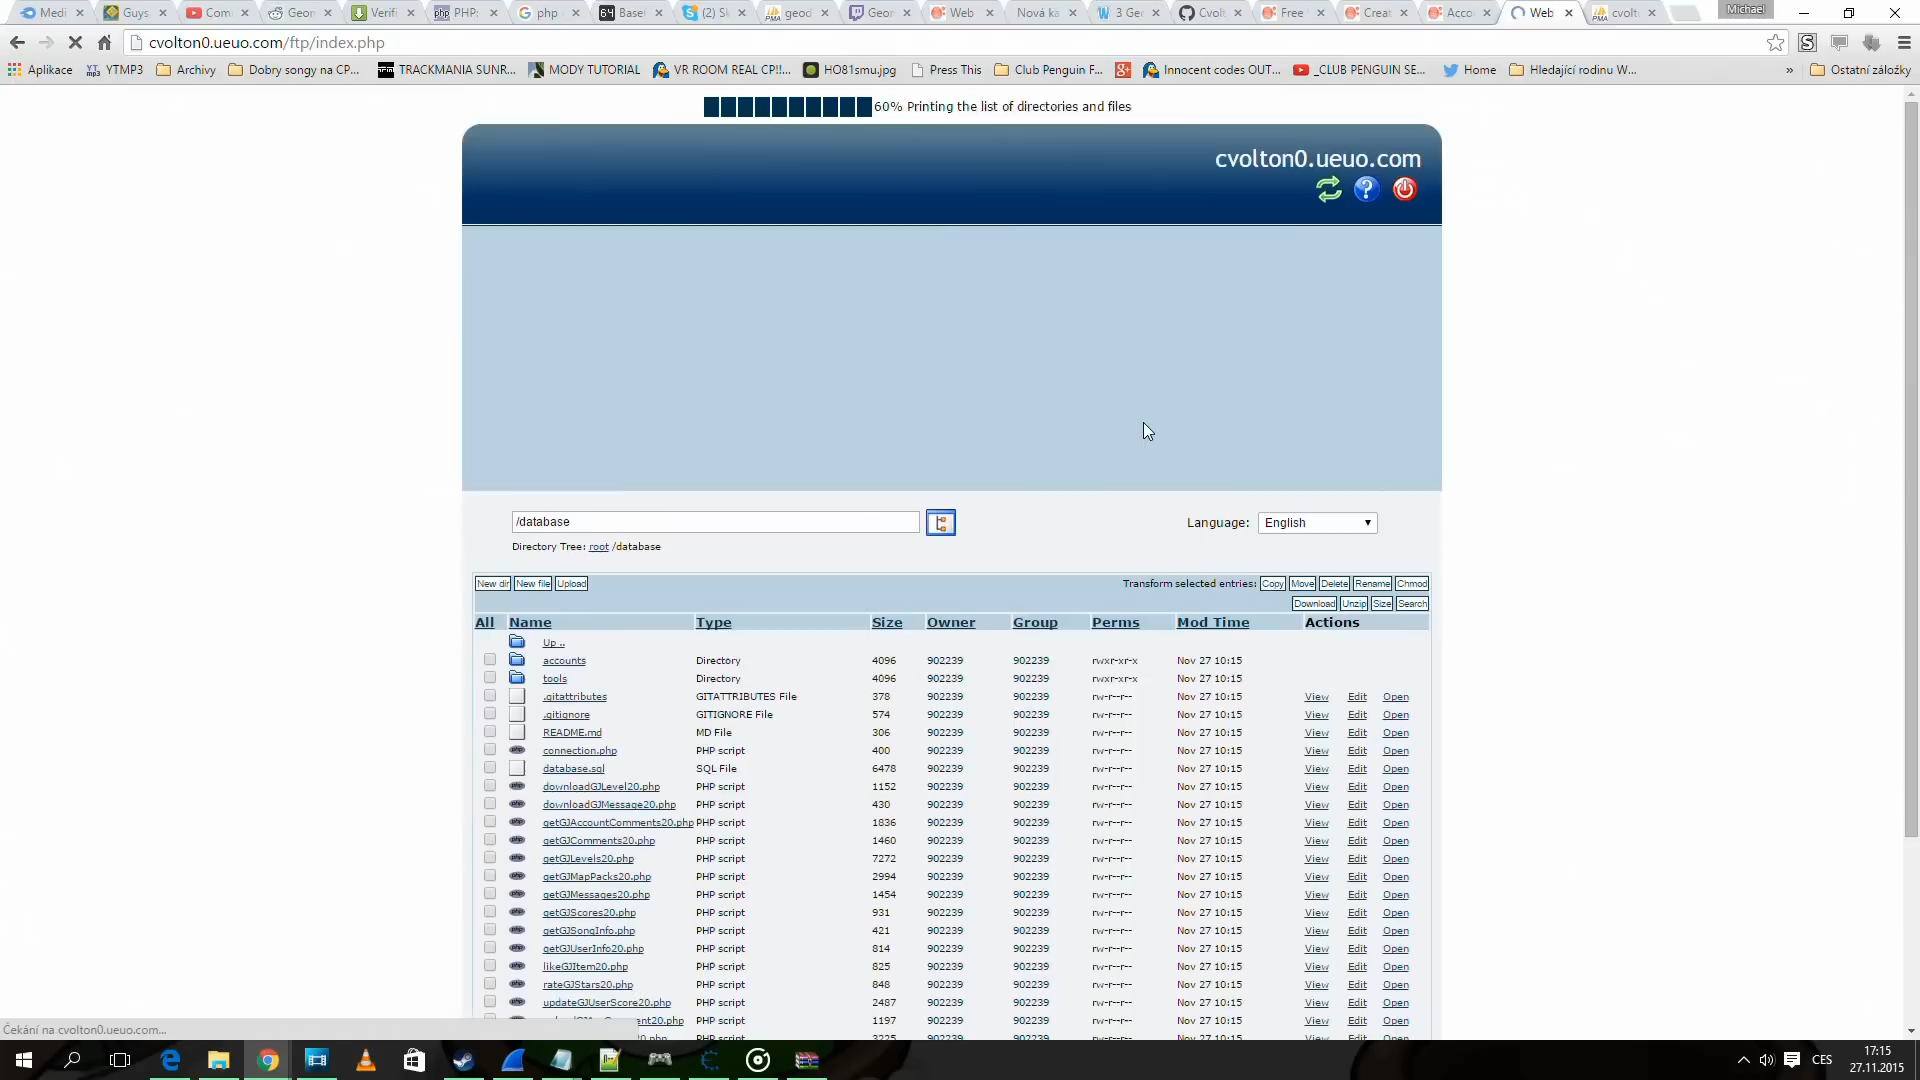 Medi Guys Com Geon Verifi PHP: php Basel (2) Sk geod Geon Web Nová ka 3 Geo Cvolt Free Creat Acco Web cvolt Michael
cvolton0.ueuo.com/ftp/index.php
Aplikace YTMP3 Archivy Dobry songy na CP... TRACKMANIA SUNR... MODY TUTORIAL VR ROOM REAL CP!!... HO81smu.jpg Press This Club Penguin F... Innocent codes OUT... _CLUB PENGUIN SE... Home Hledající rodinu W... » Ostatní záložky
60% Printing the list of directories and files
cvolton0.ueuo.com
/database Language: English
Directory Tree: root /database
New dir New file Upload Transform selected entries: Copy Move Delete Rename Chmod
Download Unzip Size Search
All Name Type Size Owner Group Perms Mod Time Actions
Up ..
accounts Directory 4096 902239 902239 rwxr-xr-x Nov 27 10:15
tools Directory 4096 902239 902239 rwxr-xr-x Nov 27 10:15
.gitattributes GITATTRIBUTES File 378 902239 902239 rw-r--r-- Nov 27 10:15 View Edit Open
.gitignore GITIGNORE File 574 902239 902239 rw-r--r-- Nov 27 10:15 View Edit Open
README.md MD File 306 902239 902239 rw-r--r-- Nov 27 10:15 View Edit Open
connection.php PHP script 400 902239 902239 rw-r--r-- Nov 27 10:15 View Edit Open
database.sql SQL File 6478 902239 902239 rw-r--r-- Nov 27 10:15 View Edit Open
downloadGJLevel20.php PHP script 1152 902239 902239 rw-r--r-- Nov 27 10:15 View Edit Open
downloadGJMessage20.php PHP script 430 902239 902239 rw-r--r-- Nov 27 10:15 View Edit Open
getGJAccountComments20.php PHP script 1836 902239 902239 rw-r--r-- Nov 27 10:15 View Edit Open
getGJComments20.php PHP script 1460 902239 902239 rw-r--r-- Nov 27 10:15 View Edit Open
getGJLevels20.php PHP script 7272 902239 902239 rw-r--r-- Nov 27 10:15 View Edit Open
getGJMapPacks20.php PHP script 2994 902239 902239 rw-r--r-- Nov 27 10:15 View Edit Open
getGJMessages20.php PHP script 1454 902239 902239 rw-r--r-- Nov 27 10:15 View Edit Open
getGJScores20.php PHP script 931 902239 902239 rw-r--r-- Nov 27 10:15 View Edit Open
getGJSongInfo.php PHP script 421 902239 902239 rw-r--r-- Nov 27 10:15 View Edit Open
getGJUserInfo20.php PHP script 814 902239 902239 rw-r--r-- Nov 27 10:15 View Edit Open
likeGJItem20.php PHP script 825 902239 902239 rw-r--r-- Nov 27 10:15 View Edit Open
rateGJStars20.php PHP script 848 902239 902239 rw-r--r-- Nov 27 10:15 View Edit Open
updateGJUserScore20.php PHP script 2487 902239 902239 rw-r--r-- Nov 27 10:15 View Edit Open
ent20.php PHP script 1197 902239 902239 rw-r--r-- Nov 27 10:15 View Edit Open
Čekání na cvolton0.ueuo.com...
CES 17:15
27.11.2015